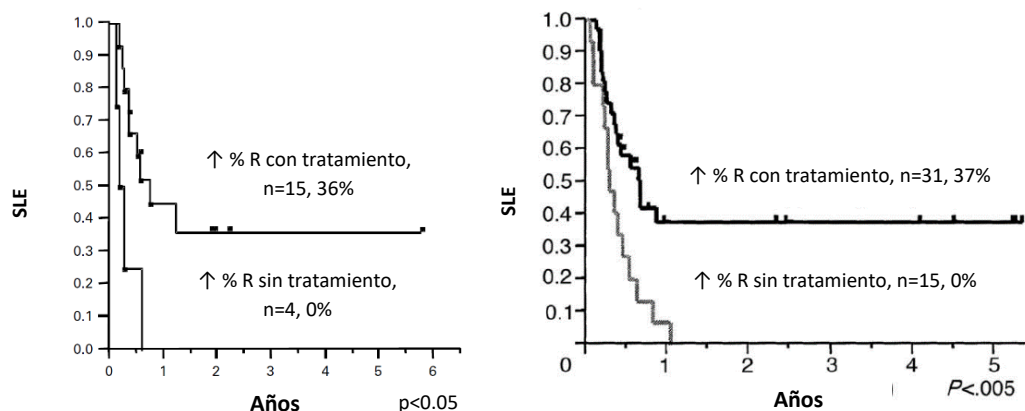 1.0
0.9
0.8
0.7
0.6
0.5
0.4
0.3
0.2
0.1
0.0
SLE
↑ % R con tratamiento,
n=15, 36%
↑ % R sin tratamiento,
n=4, 0%
0 1 2 3 4 5 6
Años
p<0.05
1.0
0.9
0.8
0.7
0.6
0.5
0.4
0.3
0.2
0.1
SLE
↑ % R con tratamiento, n=31, 37%
↑ % R sin tratamiento, n=15, 0%
0 1 2 3 4 5
Años
P<.005